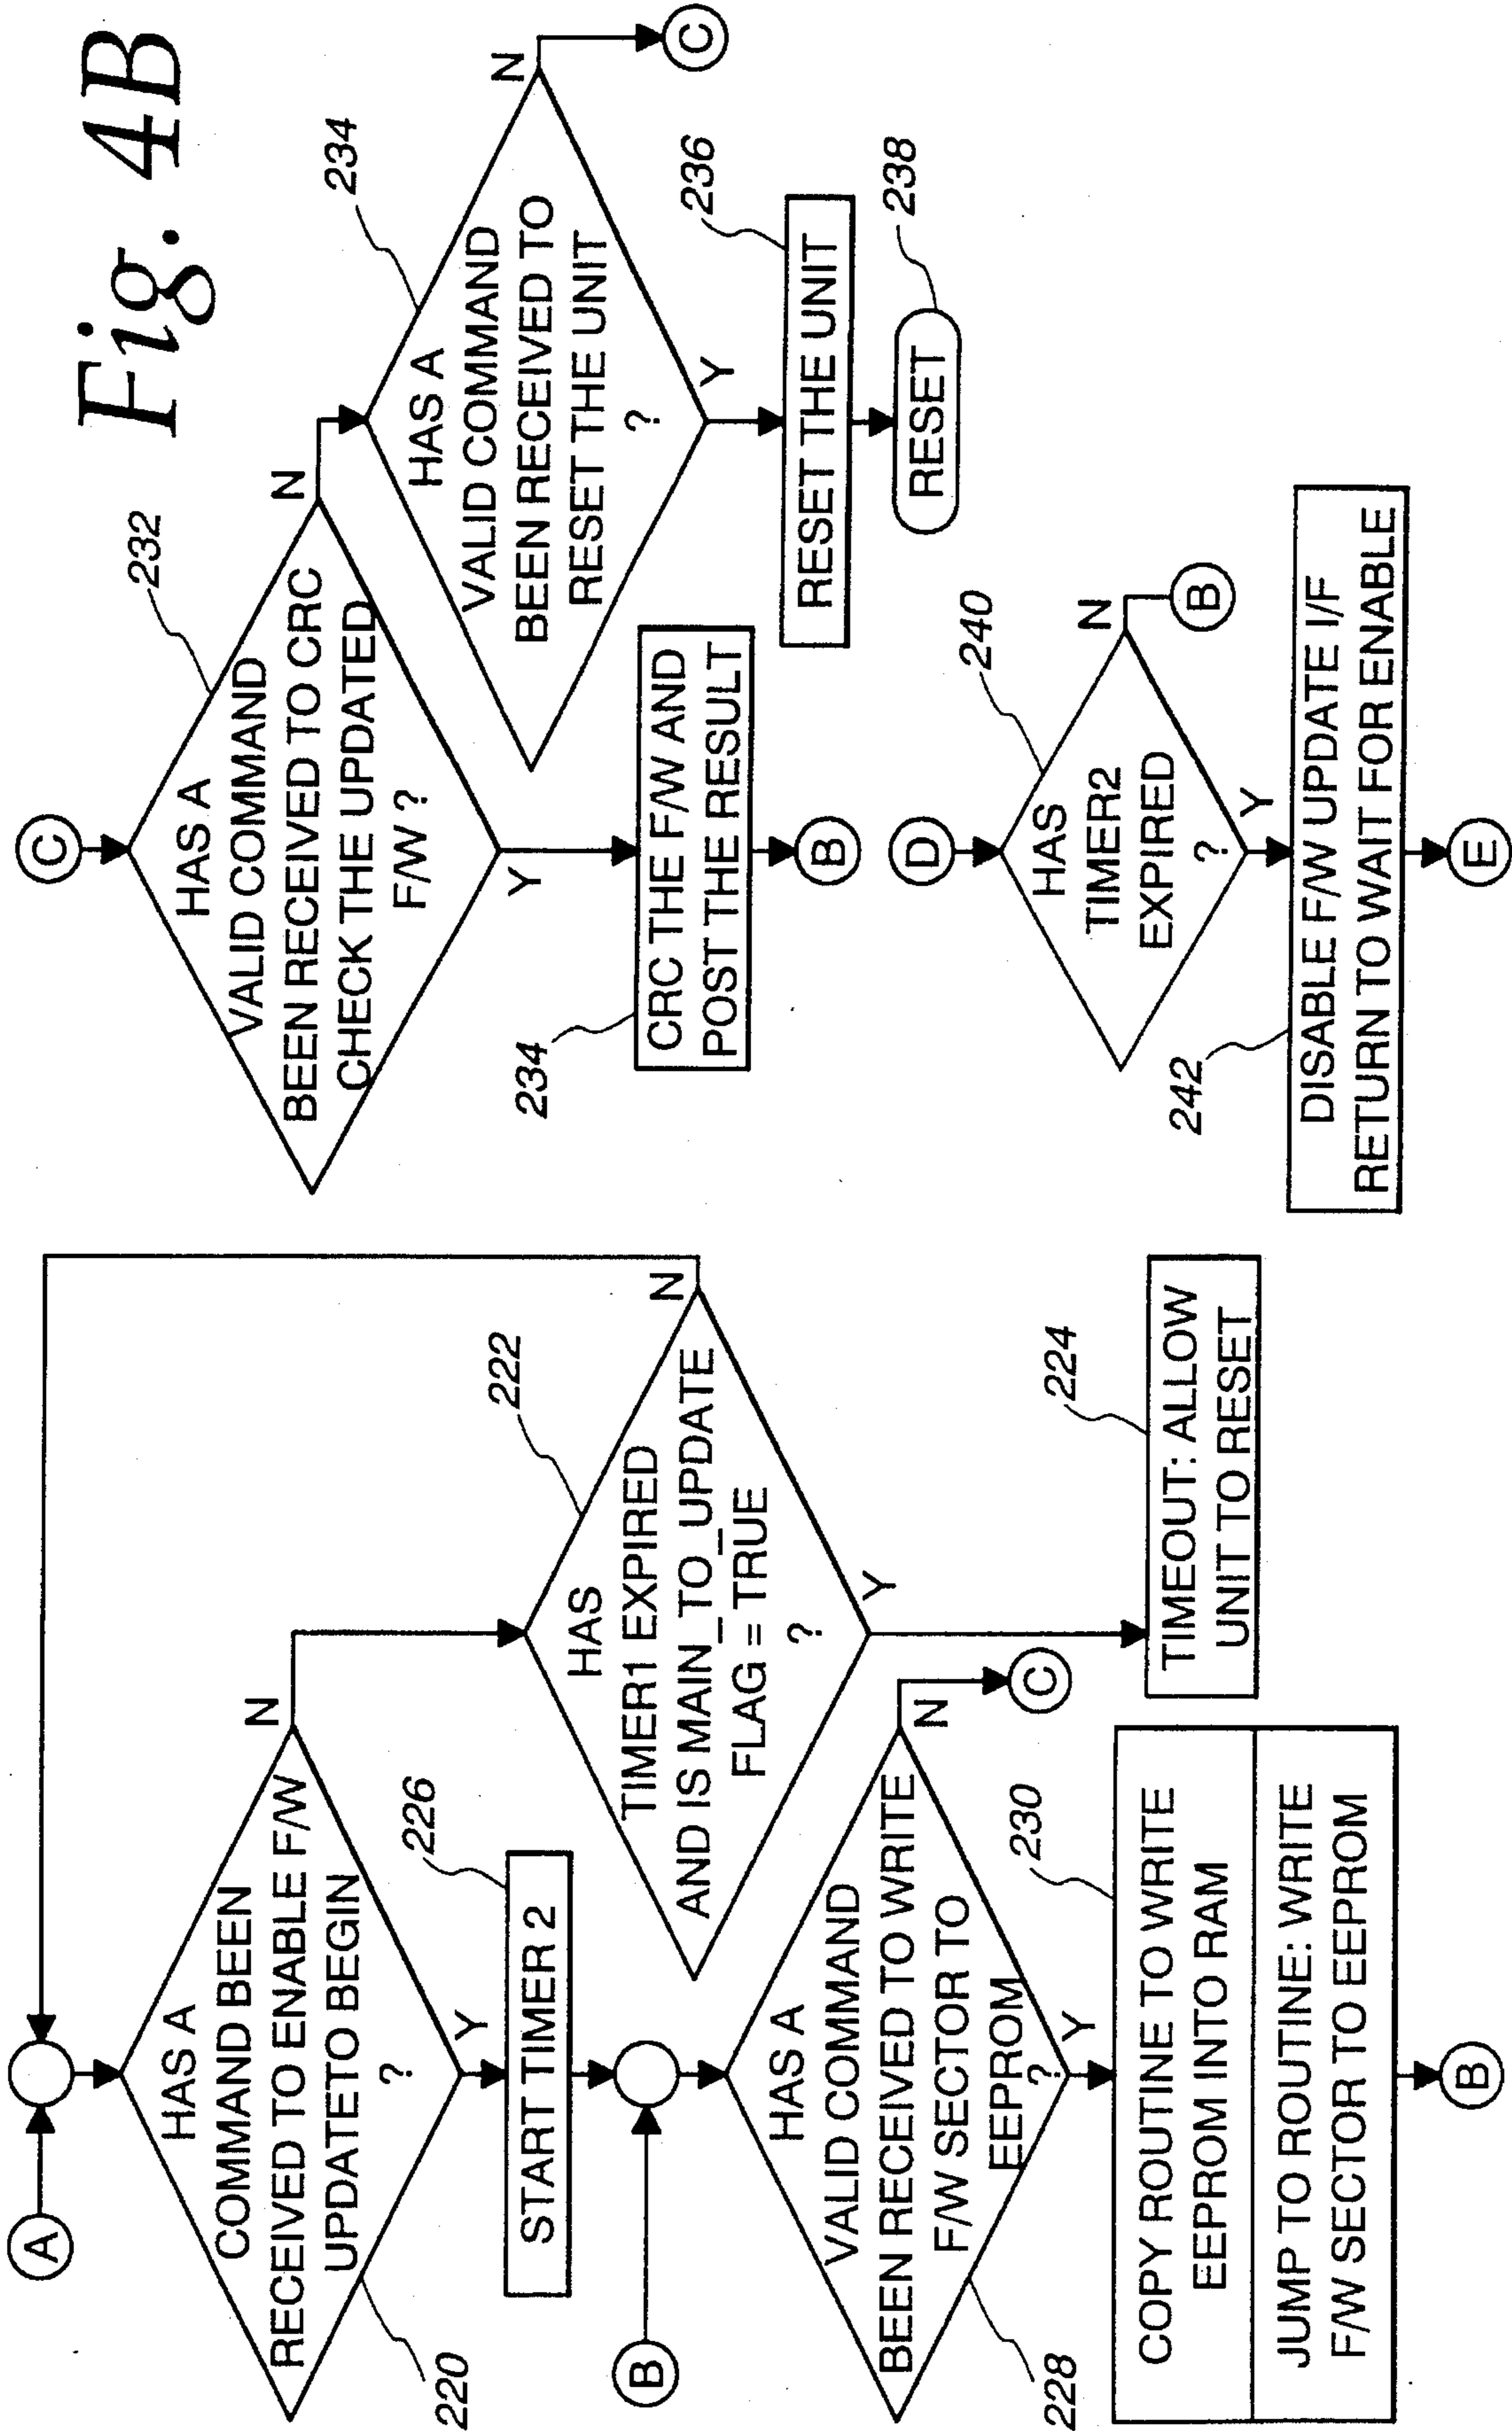 Fig. 4B
A
HAS A
COMMAND BEEN
RECEIVED TO ENABLE F/W
UPDATETO BEGIN
?
220
N
Y
START TIMER 2
226
HAS
TIMER1 EXPIRED
AND IS MAIN_TO_UPDATE_
FLAG = TRUE
?
222
N
Y
TIMEOUT: ALLOW
UNIT TO RESET
224
B
HAS A
VALID COMMAND
BEEN RECEIVED TO WRITE
F/W SECTOR TO
EEPROM
?
228
N
C
Y
COPY ROUTINE TO WRITE
EEPROM INTO RAM
JUMP TO ROUTINE: WRITE
F/W SECTOR TO EEPROM
230
B
C
HAS A
VALID COMMAND
BEEN RECEIVED TO CRC
CHECK THE UPDATED
F/W ?
232
N
Y
CRC THE F/W AND
POST THE RESULT
234
B
HAS A
VALID COMMAND
BEEN RECEIVED TO
RESET THE UNIT
?
234
N
C
Y
RESET THE UNIT
236
RESET
238
D
HAS
TIMER2
EXPIRED
?
240
N
B
Y
DISABLE F/W UPDATE I/F
RETURN TO WAIT FOR ENABLE
242
E